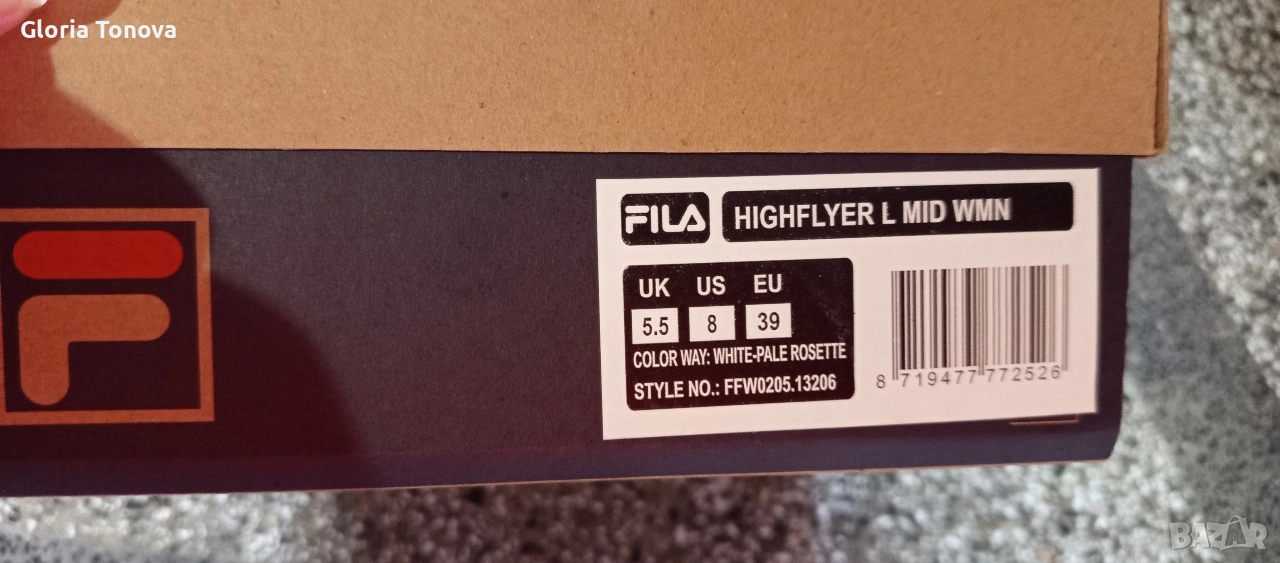 Gloria Tonova
FILA
HIGHFLYER L MID WMN
UK US EU
5.5 8 39
COLOR WAY: WHITE-PALE ROSETTE
STYLE NO.: FFW0205.13206
8 719477 772526
BAZAR